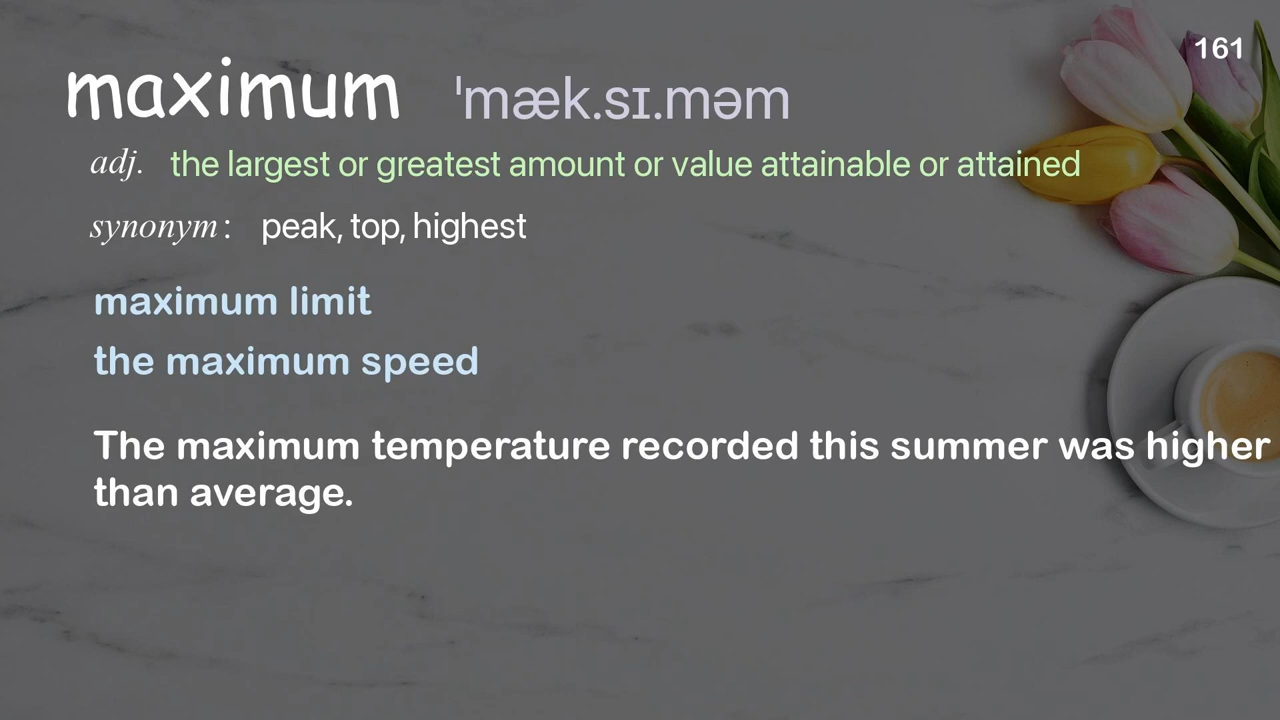 161
maximum ˈmæk.sɪ.məm
adj. the largest or greatest amount or value attainable or attained
synonym: peak, top, highest
maximum limit
the maximum speed
The maximum temperature recorded this summer was higher
than average.